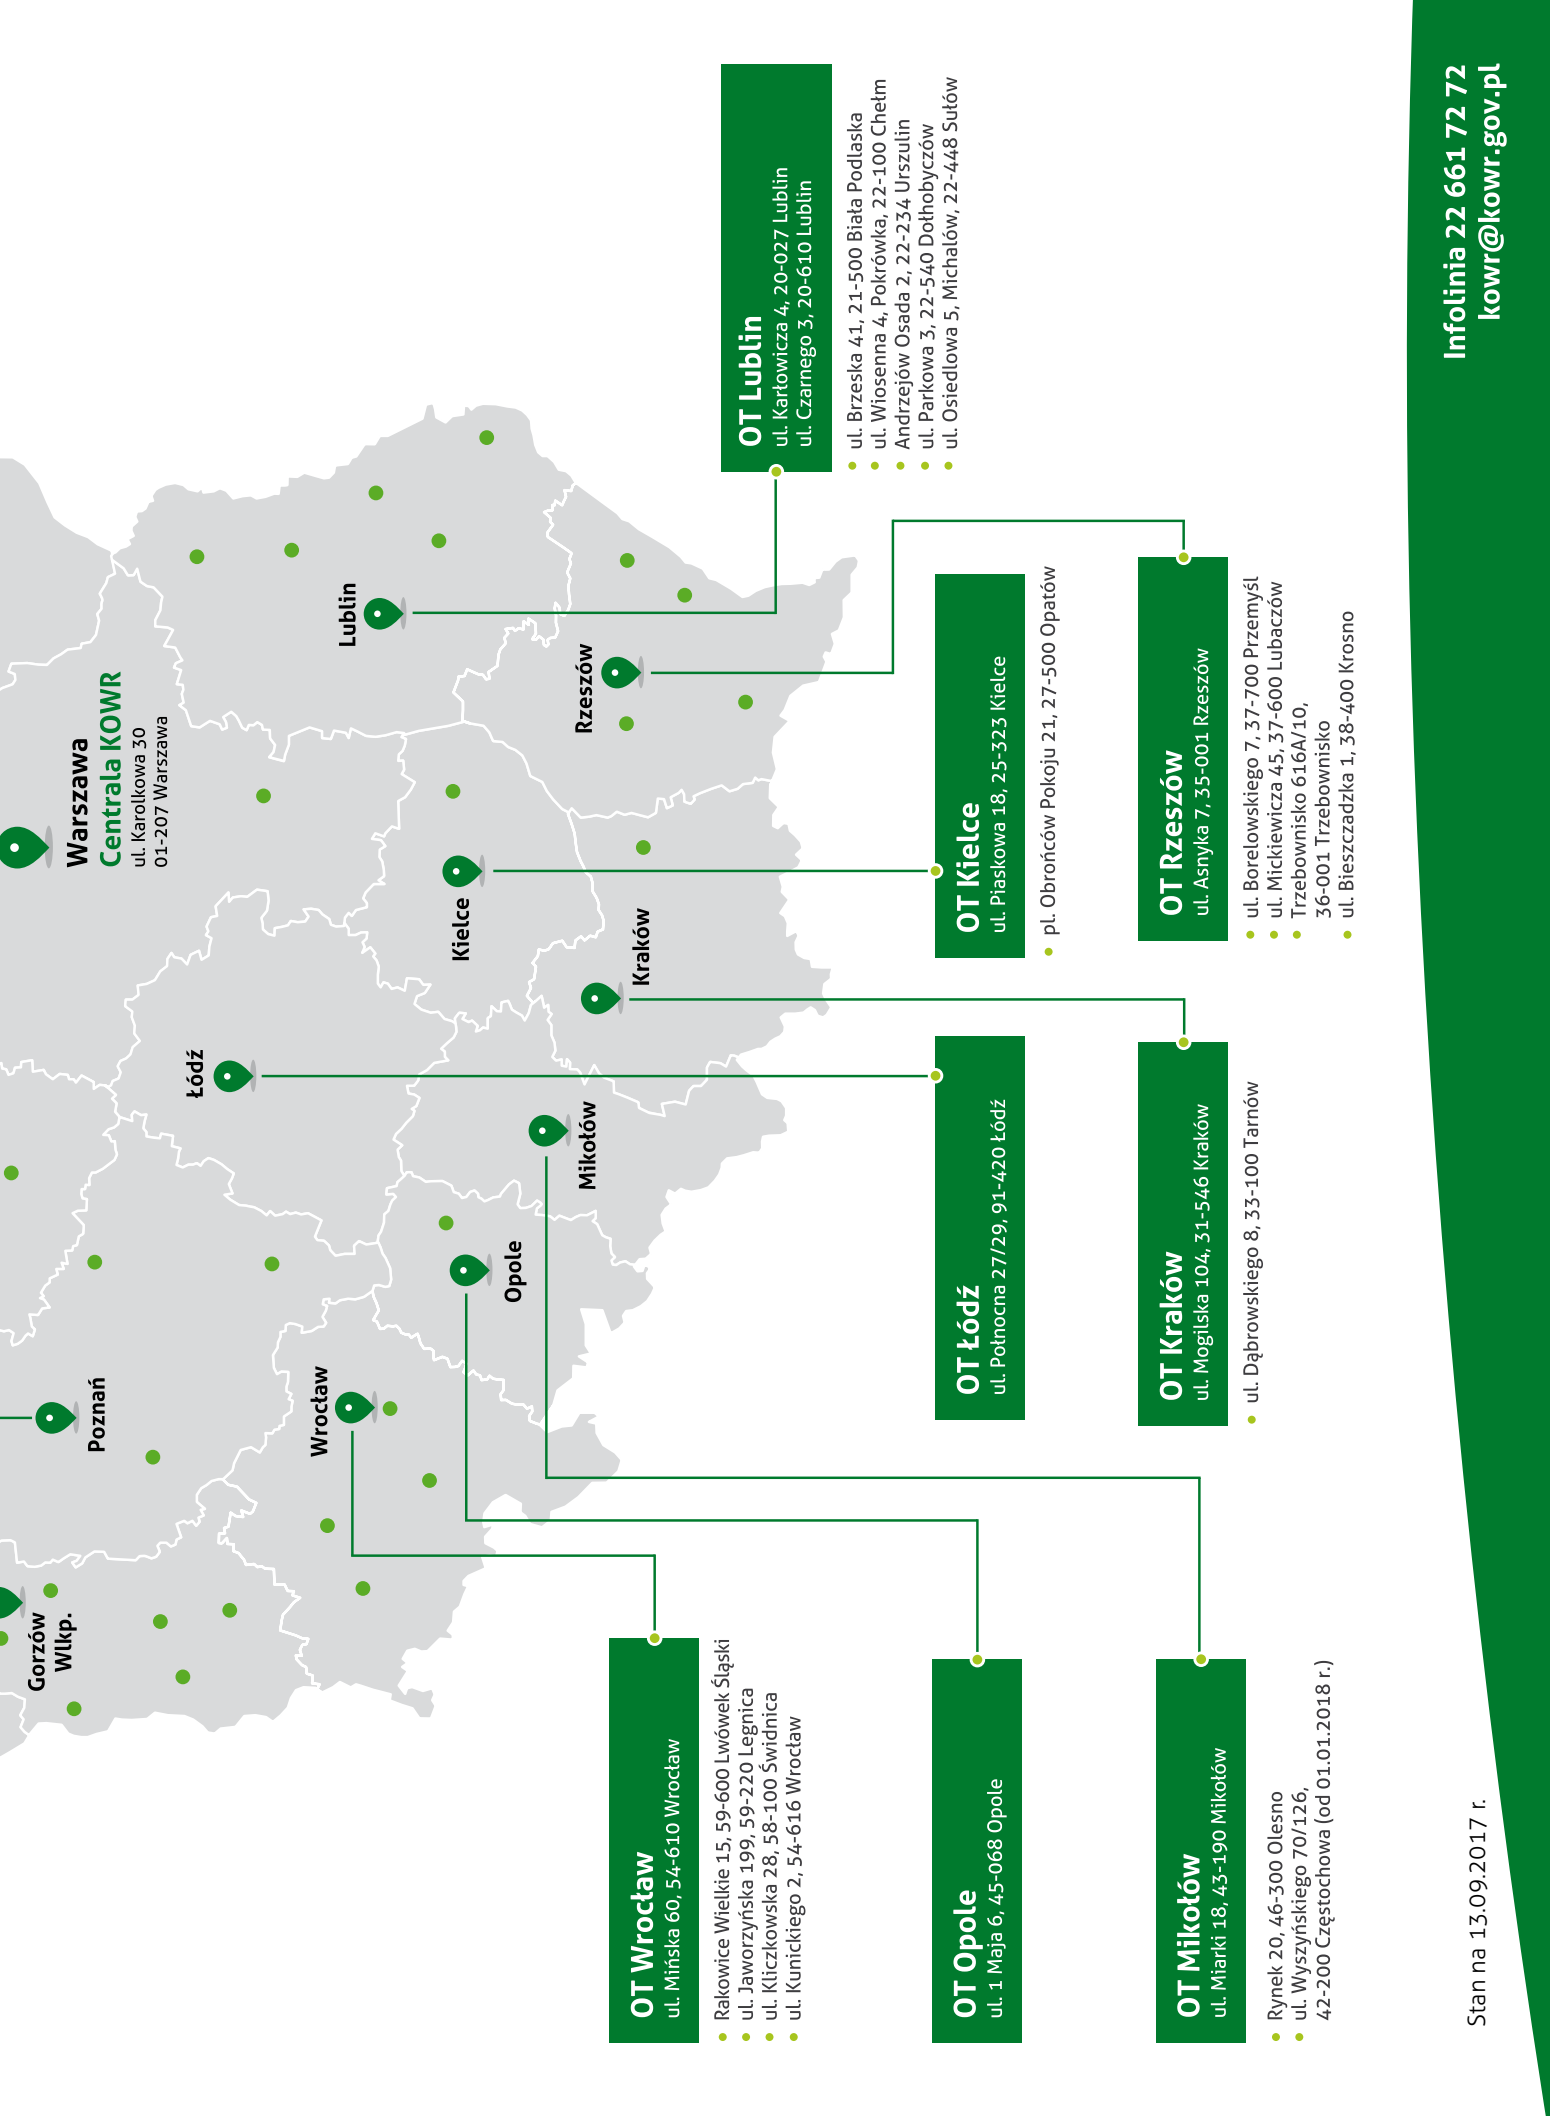 Warszawa
Centrala KOWR
ul. Karolkowa 30
01-207 Warszawa
Poznań
Gorzów
Wlkp.
Łódź
Wrocław
Lublin
Kielce
Opole
Mikołów
Rzeszów
Kraków
OT Wrocław
ul. Mińska 60, 54-610 Wrocław
• Rakowice Wielkie 15, 59-600 Lwówek Śląski
• ul. Jaworzyńska 199, 59-220 Legnica
• ul. Kliczkowska 28, 58-100 Świdnica
• ul. Kunickiego 2, 54-616 Wrocław
OT Lublin
ul. Karłowicza 4, 20-027 Lublin
ul. Czarnego 3, 20-610 Lublin
• ul. Brzeska 41, 21-500 Biała Podlaska
• ul. Wiosenna 4, Pokrówka, 22-100 Chełm
• Andrzejów Osada 2, 22-234 Urszulin
• ul. Parkowa 3, 22-540 Dołhobyczów
• ul. Osiedlowa 5, Michalów, 22-448 Sułów
OT Opole
ul. 1 Maja 6, 45-068 Opole
OT Łódź
ul. Północna 27/29, 91-420 Łódź
OT Kielce
ul. Piaskowa 18, 25-323 Kielce
• pl. Obrońców Pokoju 21, 27-500 Opatów
OT Mikołów
ul. Miarki 18, 43-190 Mikołów
• Rynek 20, 46-300 Olesno
• ul. Wyszyńskiego 70/126,
42-200 Częstochowa (od 01.01.2018 r.)
OT Kraków
ul. Mogilska 104, 31-546 Kraków
• ul. Dąbrowskiego 8, 33-100 Tarnów
OT Rzeszów
ul. Asnyka 7, 35-001 Rzeszów
• ul. Borelowskiego 7, 37-700 Przemyśl
• ul. Mickiewicza 45, 37-600 Lubaczów
• Trzebownisko 616A/10,
36-001 Trzebownisko
• ul. Bieszczadzka 1, 38-400 Krosno
Stan na 13.09.2017 r.
Infolinia 22 661 72 72
kowr@kowr.gov.pl